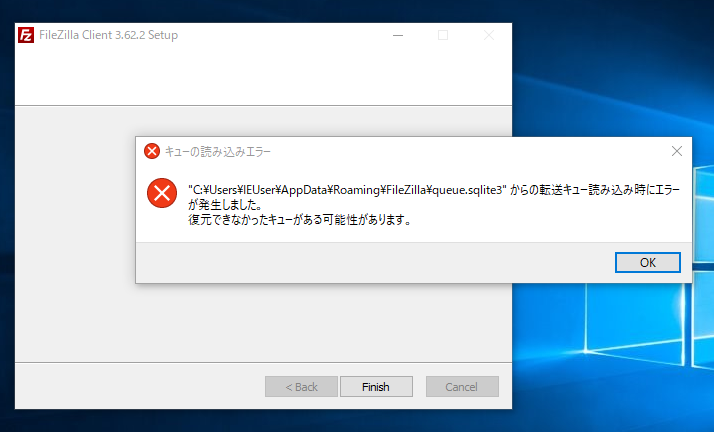 FileZilla Client 3.62.2 Setup
キューの読み込みエラー
"C:¥Users¥IEUser¥AppData¥Roaming¥FileZilla¥queue.sqlite3" からの転送キュー読み込み時にエラー
が発生しました。
復元できなかったキューがある可能性があります。
OK
< Back
Finish
Cancel